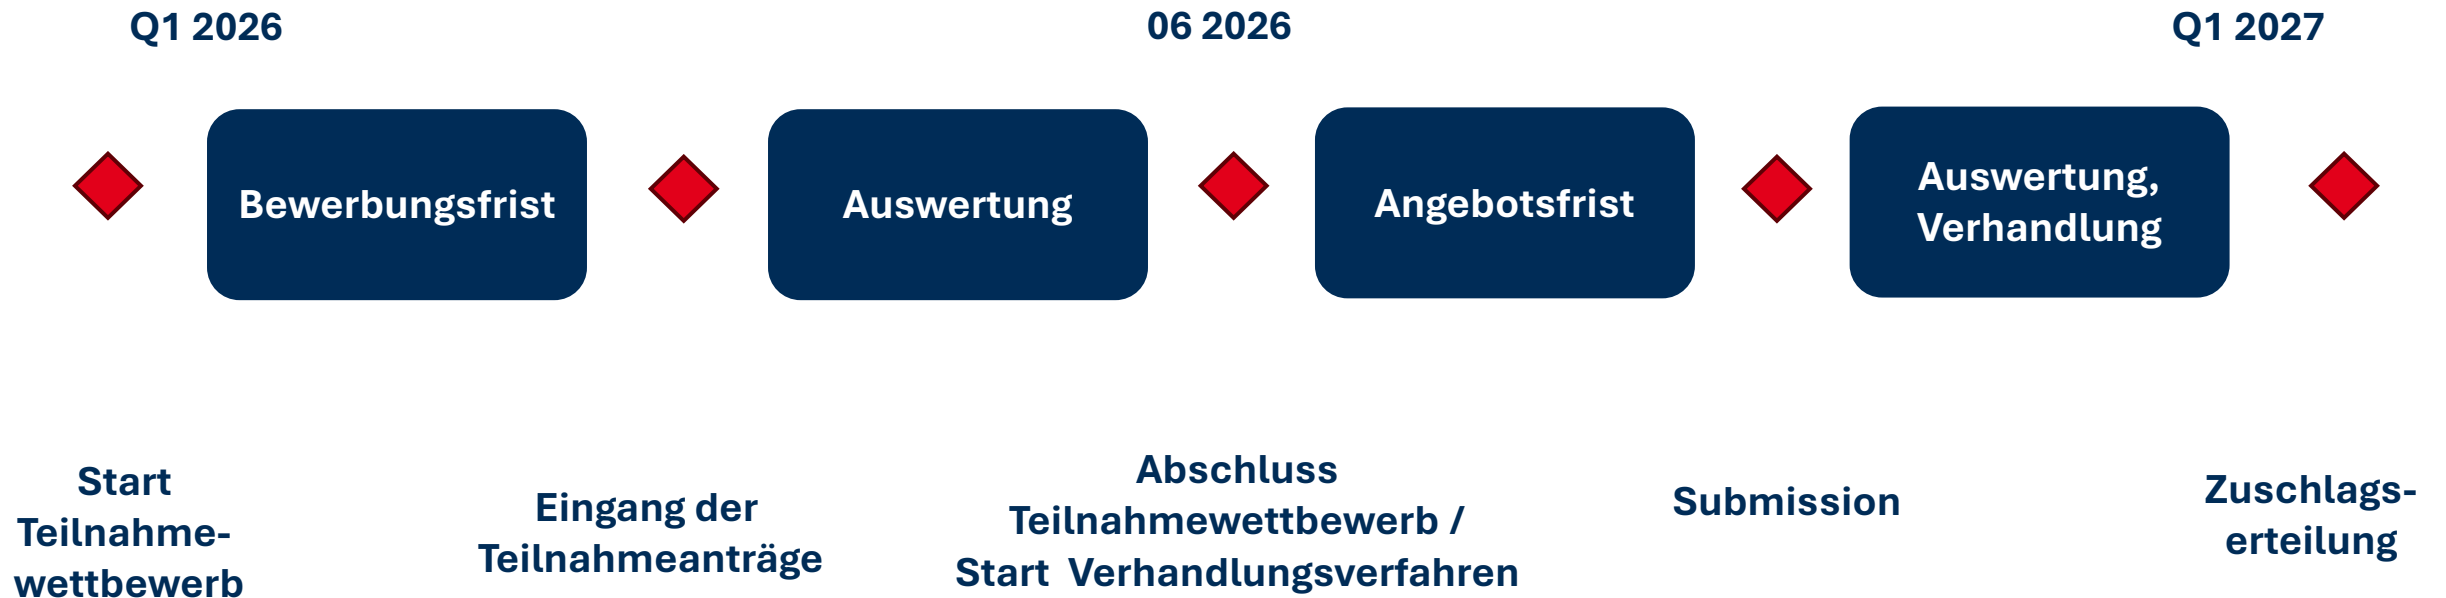 Q1 2026
06 2026
Q1 2027
Bewerbungsfrist
Auswertung
Angebotsfrist
Auswertung,
Verhandlung
Start
Teilnahme-
wettbewerb
Eingang der
Teilnahmeanträge
Abschluss
Teilnahmewettbewerb /
Start Verhandlungsverfahren
Submission
Zuschlags-
erteilung